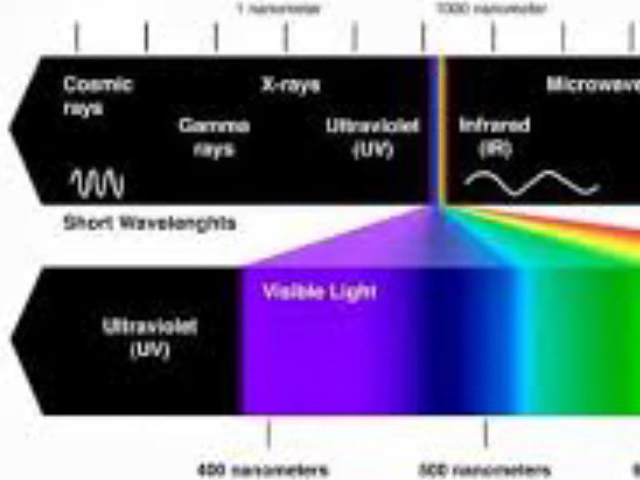 1 nanometer
1000 nanometer
Cosmic
rays
X-rays
Microwave
Gamma
rays
Ultraviolet
(UV)
Infrared
(IR)
Short Wavelenghts
Visible Light
Ultraviolet
(UV)
400 nanometers
500 nanometers